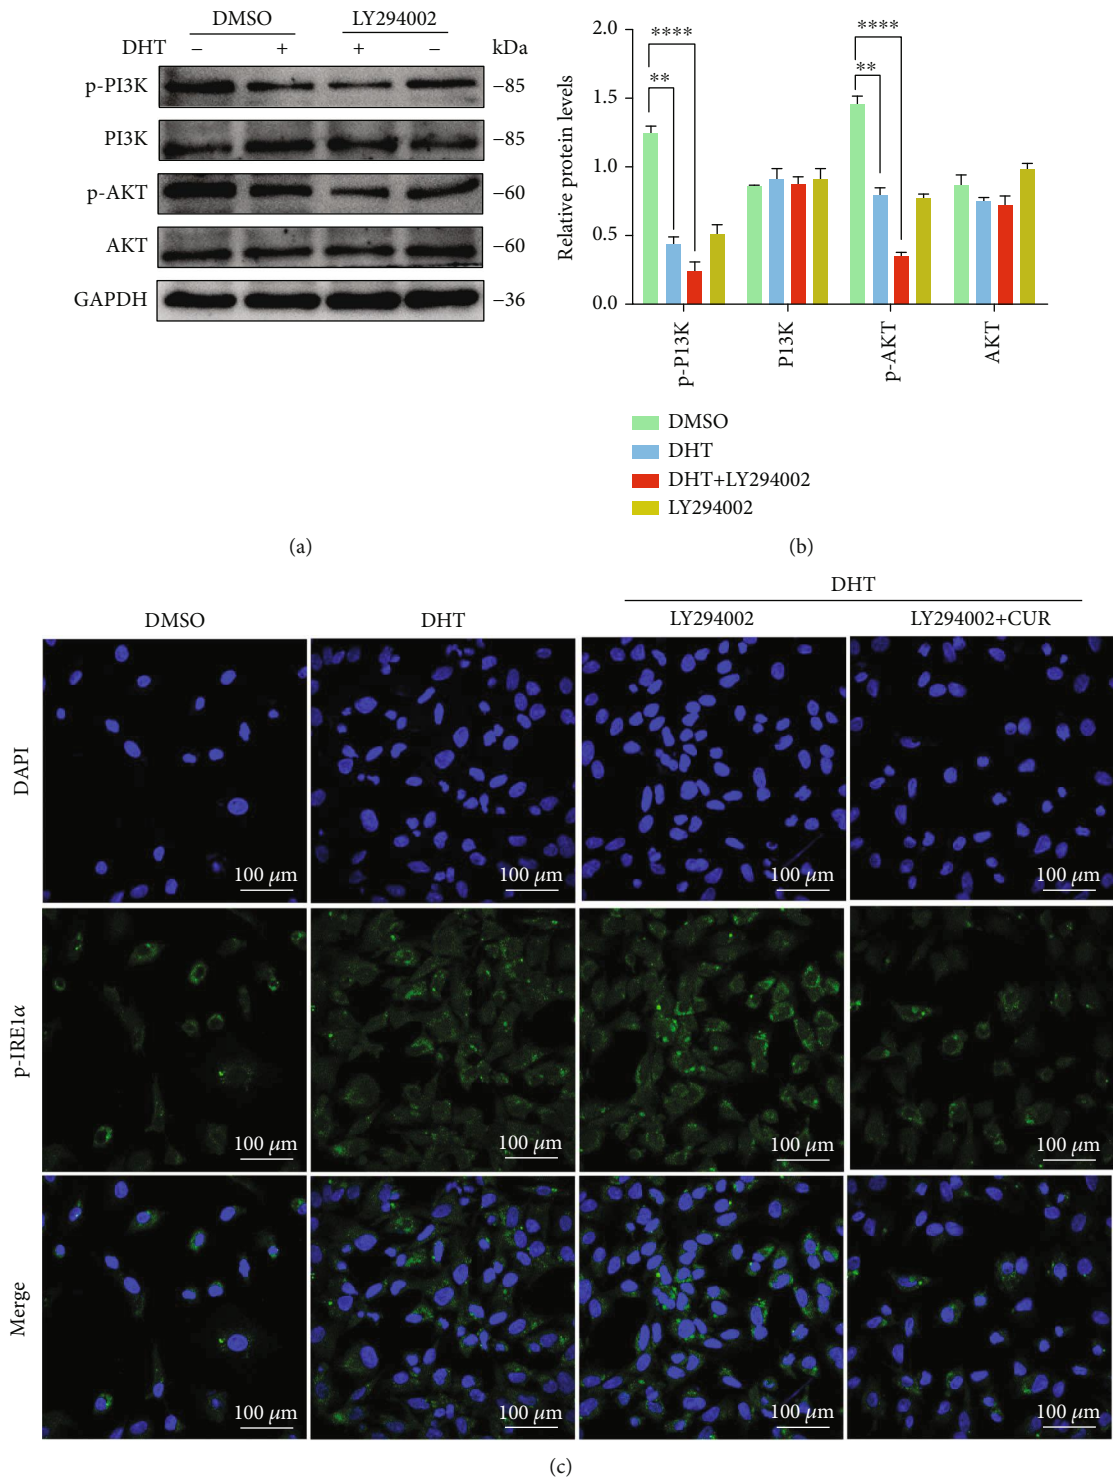 DMSO LY294002
DHT − + + − kDa
p-PI3K −85
PI3K −85
p-AKT −60
AKT −60
GAPDH −36
(a)
2.0
1.5
1.0
0.5
0.0
Relative protein levels
**** ****
** **
p-P13K P13K p-AKT AKT
DMSO
DHT
DHT+LY294002
LY294002
(b)
DHT
DMSO DHT LY294002 LY294002+CUR
DAPI
100 μm 100 μm 100 μm 100 μm
p-IRE1α
100 μm 100 μm 100 μm 100 μm
Merge
100 μm 100 μm 100 μm 100 μm
(c)